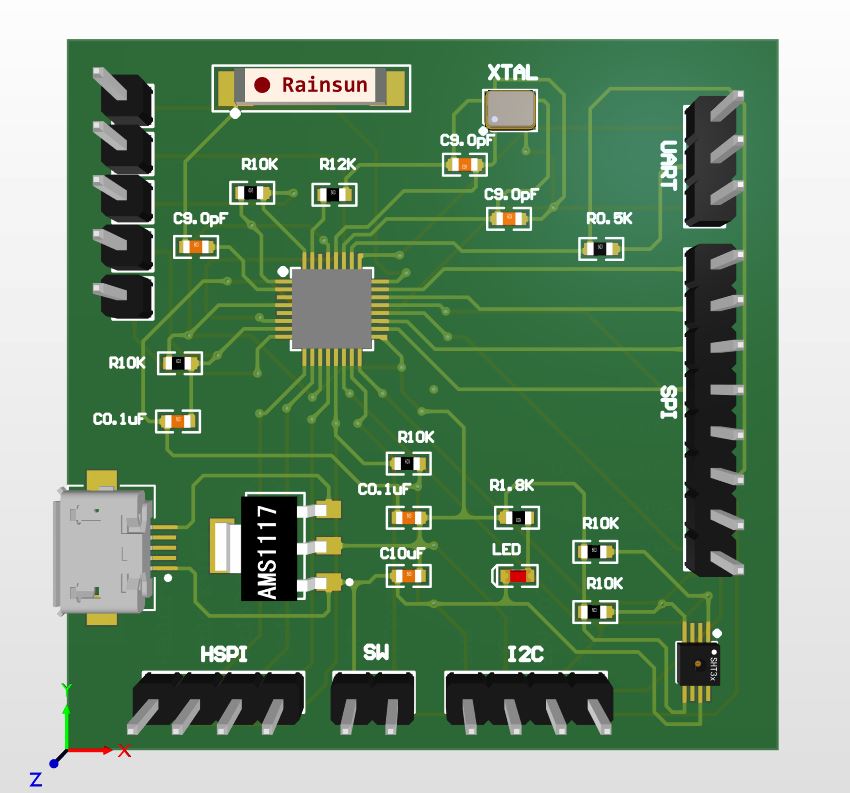 Rainsun
XTAL
C9.0pF
R10K
R12K
C9.0pF
C9.0pF
R0.5K
UART
R10K
C0.1uF
SPI
R10K
C0.1uF
R1.8K
AMS1117
C10uF
LED
R10K
R10K
SHT3x
HSPI
SW
I2C
Y
X
Z